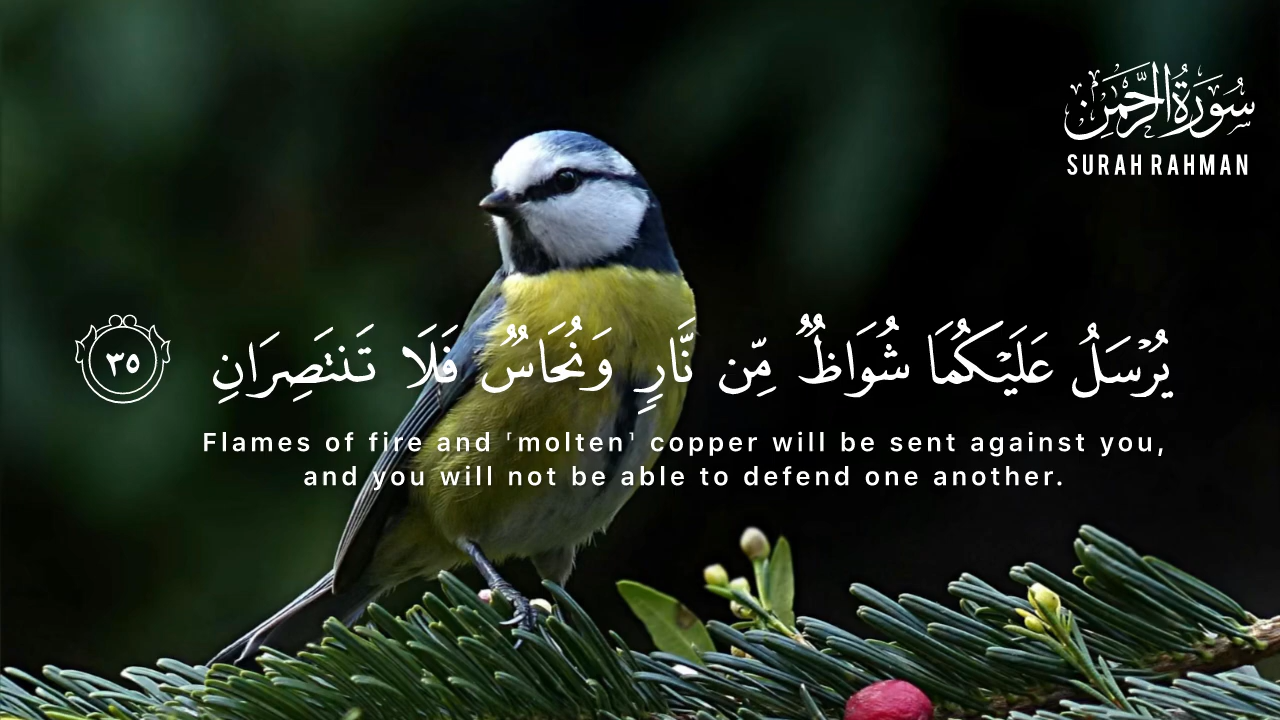 سُورَةُ الرَّحْمٰن
SURAH RAHMAN
يُرْسَلُ عَلَيْكُمَا شُوَاظٌ مِّن نَّارٍ وَنُحَاسٌ فَلَا تَنتَصِرَانِ ٣٥
Flames of fire and ˹molten˺ copper will be sent against you,
and you will not be able to defend one another.